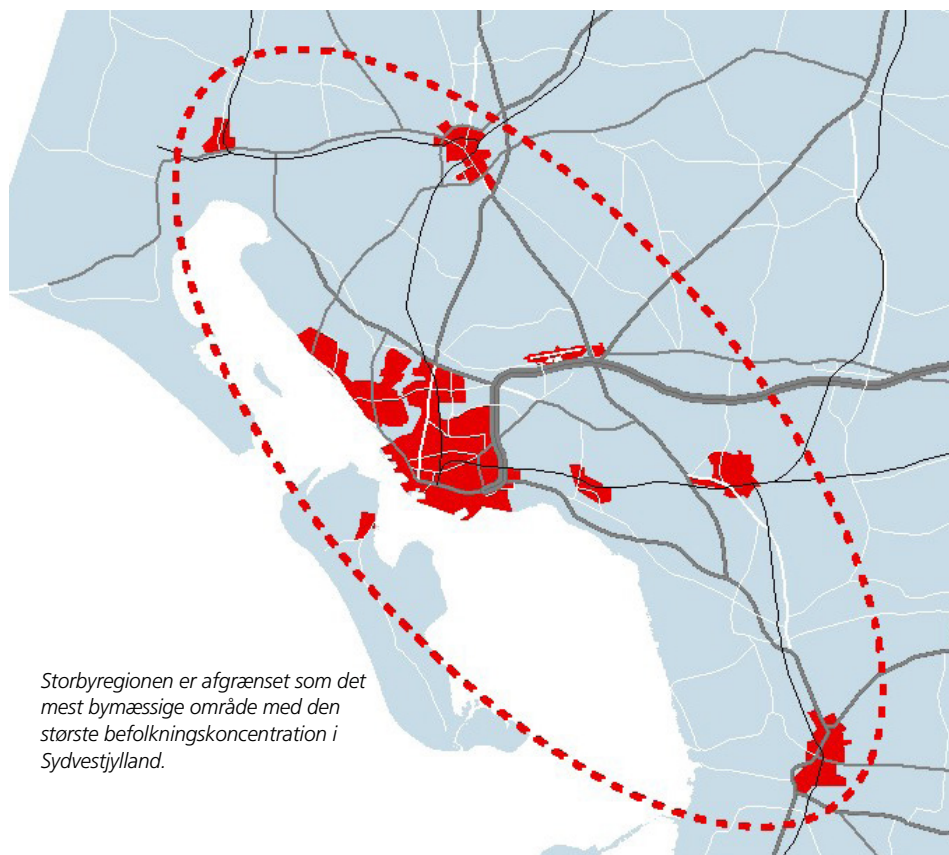 Storbyregionen er afgrænset som det
mest bymæssige område med den
største befolkningskoncentration i
Sydvestjylland.